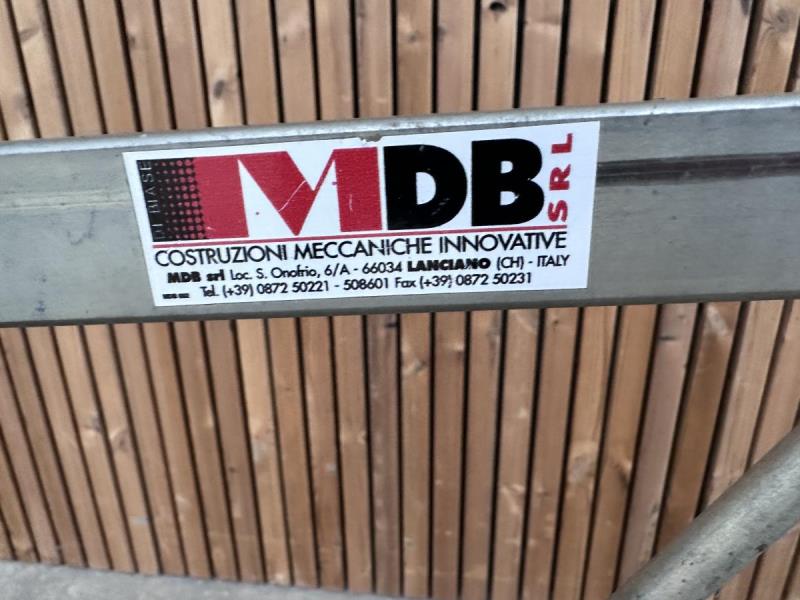 DI BIASE
MDB SRL
COSTRUZIONI MECCANICHE INNOVATIVE
MDB srl Loc. S. Onofrio, 6/A - 66034 LANCIANO (CH) - ITALY
Tel. (+39) 0872 50221 - 508601 Fax (+39) 0872 50231